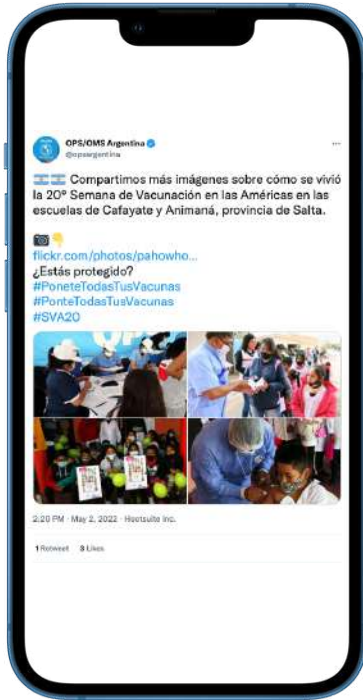 OPS/OMS Argentina
@opsargentina
🇦🇷🇦🇷 Compartimos más imágenes sobre cómo se vivió
la 20° Semana de Vacunación en las Américas en las
escuelas de Cafayate y Animaná, provincia de Salta.
📷👇
flickr.com/photos/pahowho...
¿Estás protegido?
#PoneteTodasTusVacunas
#PonteTodasTusVacunas
#SVA20
2:20 PM · May 2, 2022 · Hootsuite Inc.
1 Retweet 3 Likes